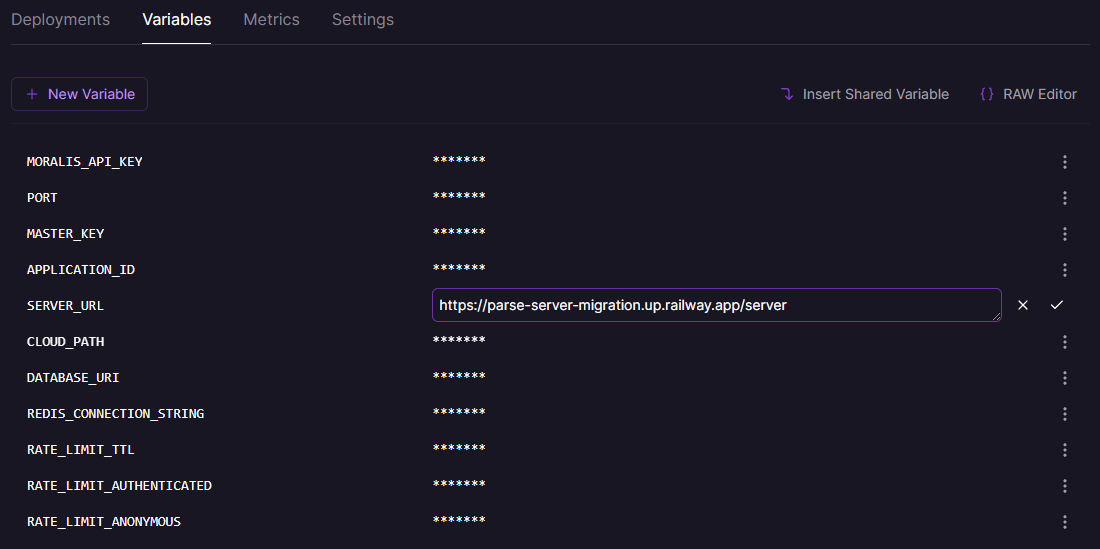 Deployments Variables Metrics Settings
+ New Variable Insert Shared Variable {} RAW Editor
MORALIS_API_KEY *******
PORT *******
MASTER_KEY *******
APPLICATION_ID *******
SERVER_URL https://parse-server-migration.up.railway.app/server
CLOUD_PATH *******
DATABASE_URI *******
REDIS_CONNECTION_STRING *******
RATE_LIMIT_TTL *******
RATE_LIMIT_AUTHENTICATED *******
RATE_LIMIT_ANONYMOUS *******